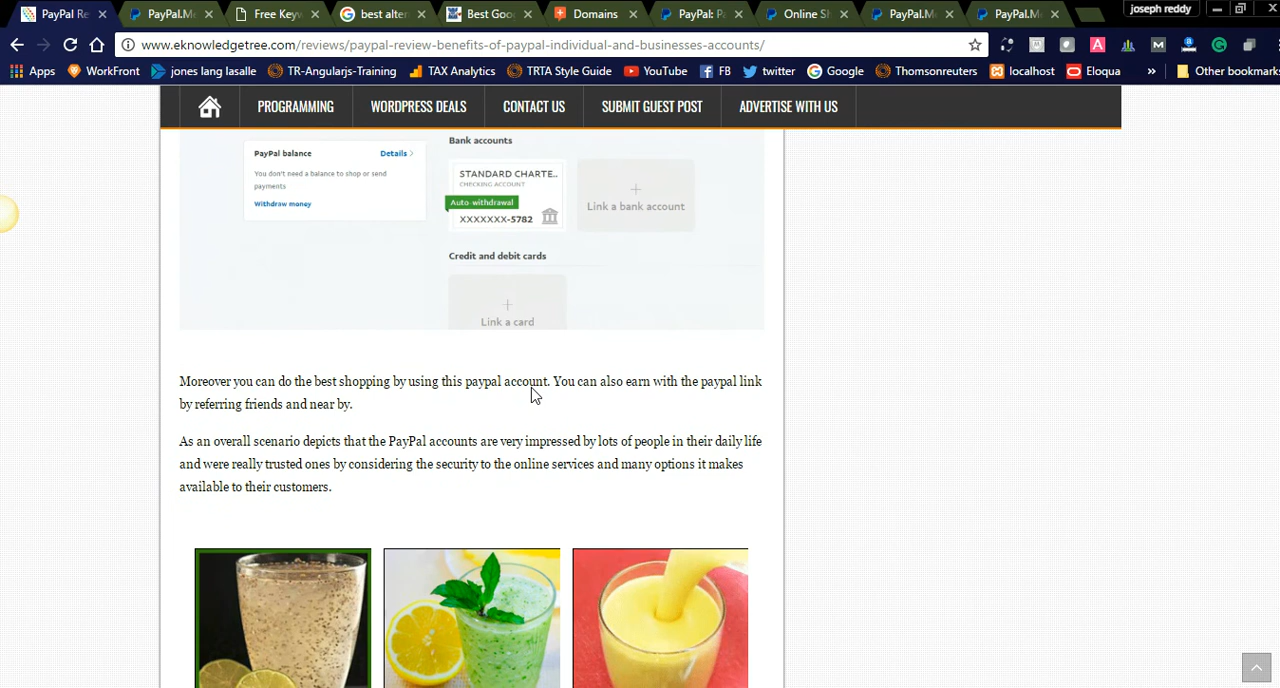 PayPal Re
PayPal.Me
Free Keyw
best alter
Best Goo
Domains
PayPal: P
Online Sh
PayPal.Me
PayPal.Me
joseph reddy
www.eknowledgetree.com/reviews/paypal-review-benefits-of-paypal-individual-and-businesses-accounts/
Apps
WorkFront
jones lang lasalle
TR-Angularjs-Training
TAX Analytics
TRTA Style Guide
YouTube
FB
twitter
Google
Thomsonreuters
localhost
Eloqua
»
Other bookmarks
PROGRAMMING
WORDPRESS DEALS
CONTACT US
SUBMIT GUEST POST
ADVERTISE WITH US
PayPal balance
Details >
You don't need a balance to shop or send
payments
Withdraw money
Bank accounts
STANDARD CHARTE..
CHECKING ACCOUNT
Auto-withdrawal
XXXXXXX-5782
Link a bank account
Credit and debit cards
Link a card
Moreover you can do the best shopping by using this paypal account. You can also earn with the paypal link
by referring friends and near by.
As an overall scenario depicts that the PayPal accounts are very impressed by lots of people in their daily life
and were really trusted ones by considering the security to the online services and many options it makes
available to their customers.